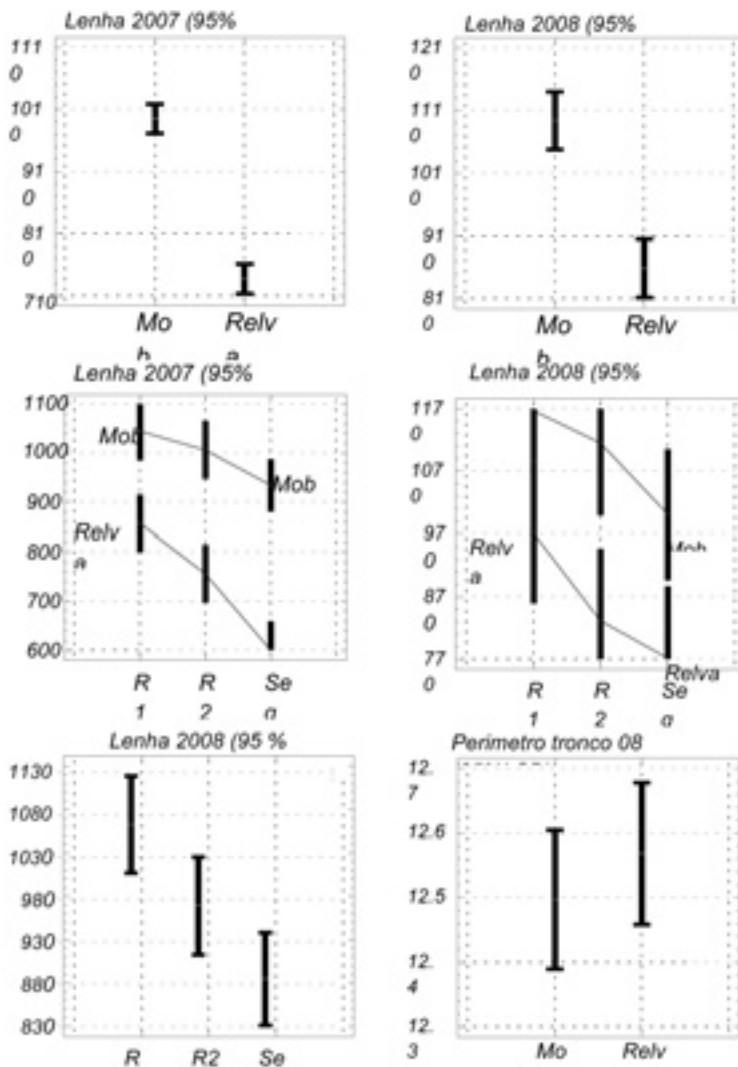 Lenha 2007 (95%
111
0
101
0
91
0
81
0
710
Mo
Relv
a
Lenha 2008 (95%
121
0
111
0
101
0
91
0
81
0
Mo
Relv
Lenha 2007 (95%
1100
1000
900
800
700
600
Mob
Mob
Relv
a
R
1
R
2
Se
Lenha 2008 (95%
117
0
107
0
97
0
87
0
77
0
Relv
a
Mob
Relva
R
1
R
2
Se
g
Lenha 2008 (95 %
1130
1080
1030
980
930
880
830
R
R2
Se
Perimetro tronco 08
12.
7
12.6
12.5
12.
4
12.
3
Mo
Relv